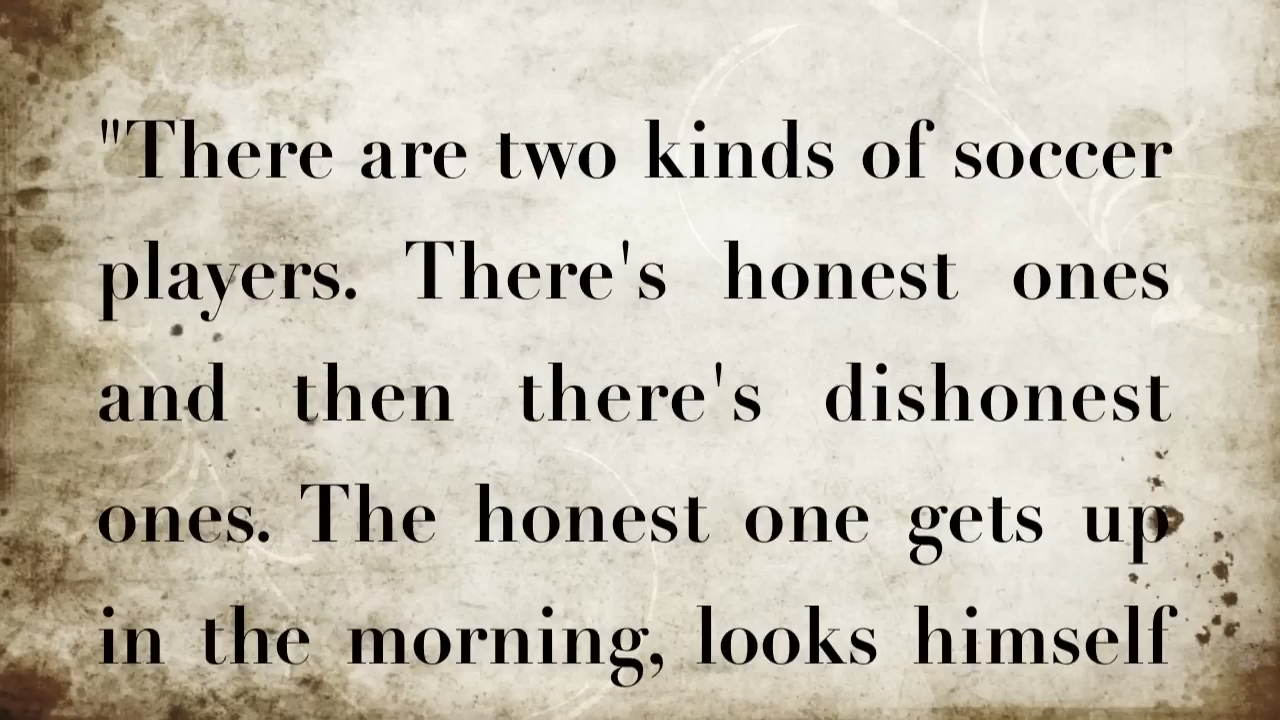 "There are two kinds of soccer
players. There's honest ones
and then there's dishonest
ones. The honest one gets up
in the morning, looks himself